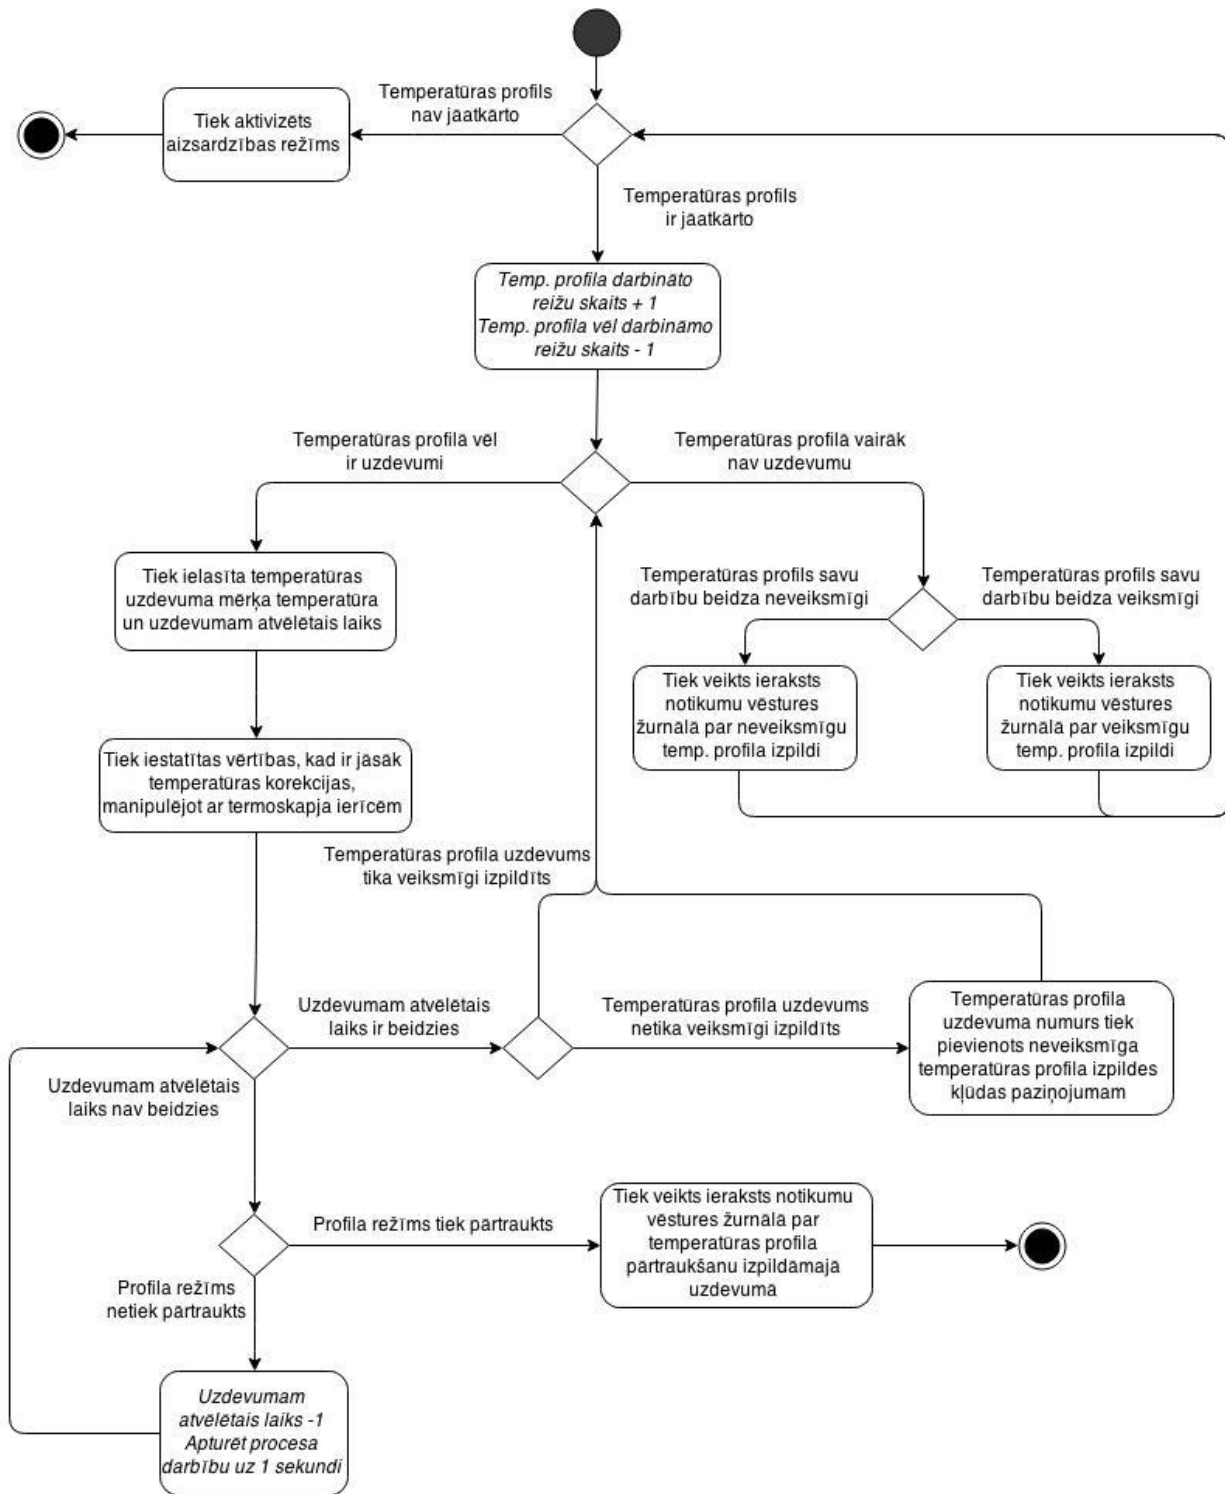 Temperatūras profils
nav jāatkārto
Tiek aktivizēts
aizsardzības režīms
Temperatūras profils
ir jāatkārto
Temp. profila darbināto
reižu skaits + 1
Temp. profila vēl darbināmo
reižu skaits - 1
Temperatūras profilā vēl
ir uzdevumi
Temperatūras profilā vairāk
nav uzdevumu
Tiek ielasīta temperatūras
uzdevuma mērķa temperatūra
un uzdevumam atvēlētais laiks
Temperatūras profils savu
darbību beidza neveiksmīgi
Temperatūras profils savu
darbību beidza veiksmīgi
Tiek veikts ieraksts
notikumu vēstures
žurnālā par neveiksmīgu
temp. profila izpildi
Tiek veikts ieraksts
notikumu vēstures
žurnālā par veiksmīgu
temp. profila izpildi
Tiek iestatītas vērtības, kad ir jāsāk
temperatūras korekcijas,
manipulējot ar termoskapja ierīcēm
Temperatūras profila uzdevums
tika veiksmīgi izpildīts
Uzdevumam atvēlētais
laiks ir beidzies
Temperatūras profila uzdevums
netika veiksmīgi izpildīts
Temperatūras profila
uzdevuma numurs tiek
pievienots neveiksmīga
temperatūras profila izpildes
kļūdas paziņojumam
Uzdevumam atvēlētais
laiks nav beidzies
Profila režīms tiek pārtraukts
Tiek veikts ieraksts notikumu
vēstures žurnālā par
temperatūras profila
pārtraukšanu izpildāmajā
uzdevumā
Profila režīms
netiek pārtraukts
Uzdevumam
atvēlētais laiks -1
Apturēt procesa
darbību uz 1 sekundi